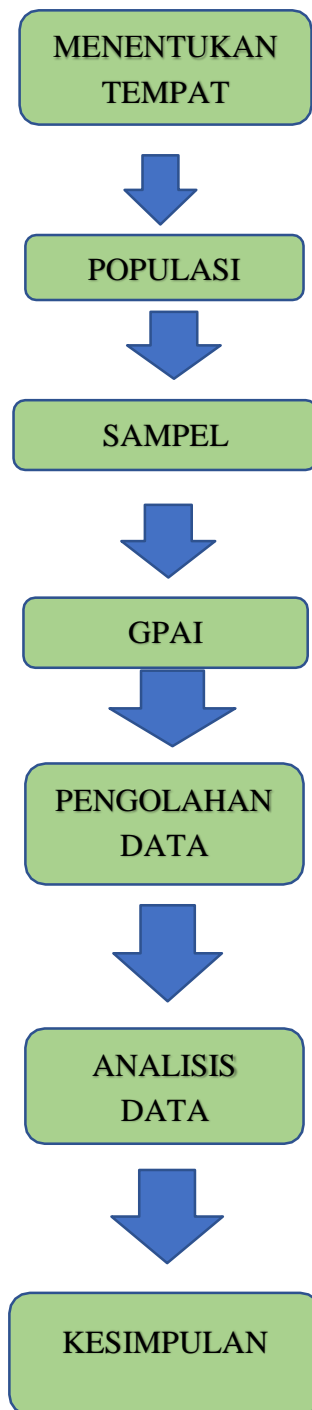 MENENTUKAN
TEMPAT
POPULASI
SAMPEL
GPAI
PENGOLAHAN
DATA
ANALISIS
DATA
KESIMPULAN